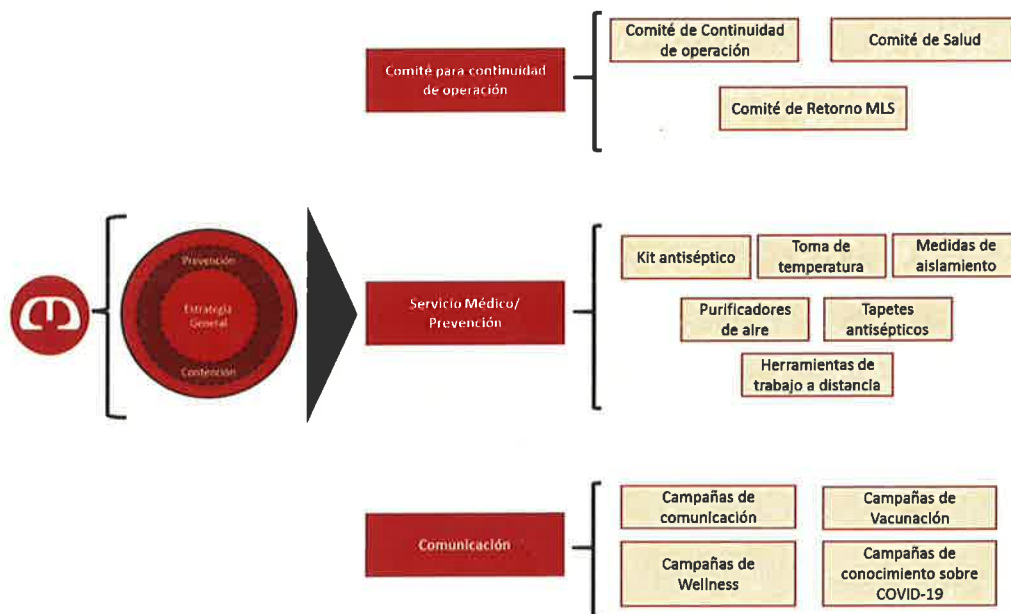 Comité para continuidad
de operación
Comité de Continuidad
de operación
Comité de Salud
Comité de Retorno MLS
Prevención
Estrategia
General
Contención
Servicio Médico/
Prevención
Kit antiséptico
Toma de
temperatura
Medidas de
aislamiento
Purificadores
de aire
Tapetes
antisépticos
Herramientas de
trabajo a distancia
Comunicación
Campañas de
comunicación
Campañas de
Vacunación
Campañas de
Wellness
Campañas de
conocimiento sobre
COVID-19